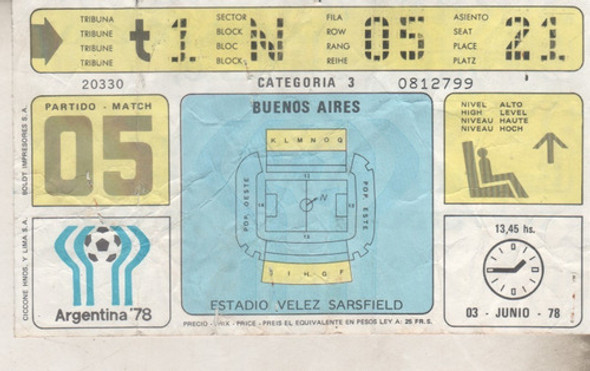 TRIBUNA SECTOR FILA ASIENTO
TRIBUNE BLOCK ROW SEAT
TRIBUNE BLOC RANG PLACE
TRIBUNE BLOCK REIHE PLATZ
t1 N 05 21
20330 CATEGORIA 3 0812799
PARTIDO - MATCH
05
BUENOS AIRES
K L M N O Q
POP. OESTE
POP. ESTE
N
H G F
ESTADIO VELEZ SARSFIELD
NIVEL ALTO
HIGH LEVEL
NIVEAU HAUTE
NIVEAU HOCH
Argentina '78
13,45 hs.
03 - JUNIO - 78
PRECIO - PRIX - PRICE - PREIS EL EQUIVALENTE EN PESOS LEY A: 25 FR. S.
BOLDT IMPRESORES S.A.
CICCONE HNOS. Y LIMA S.A.